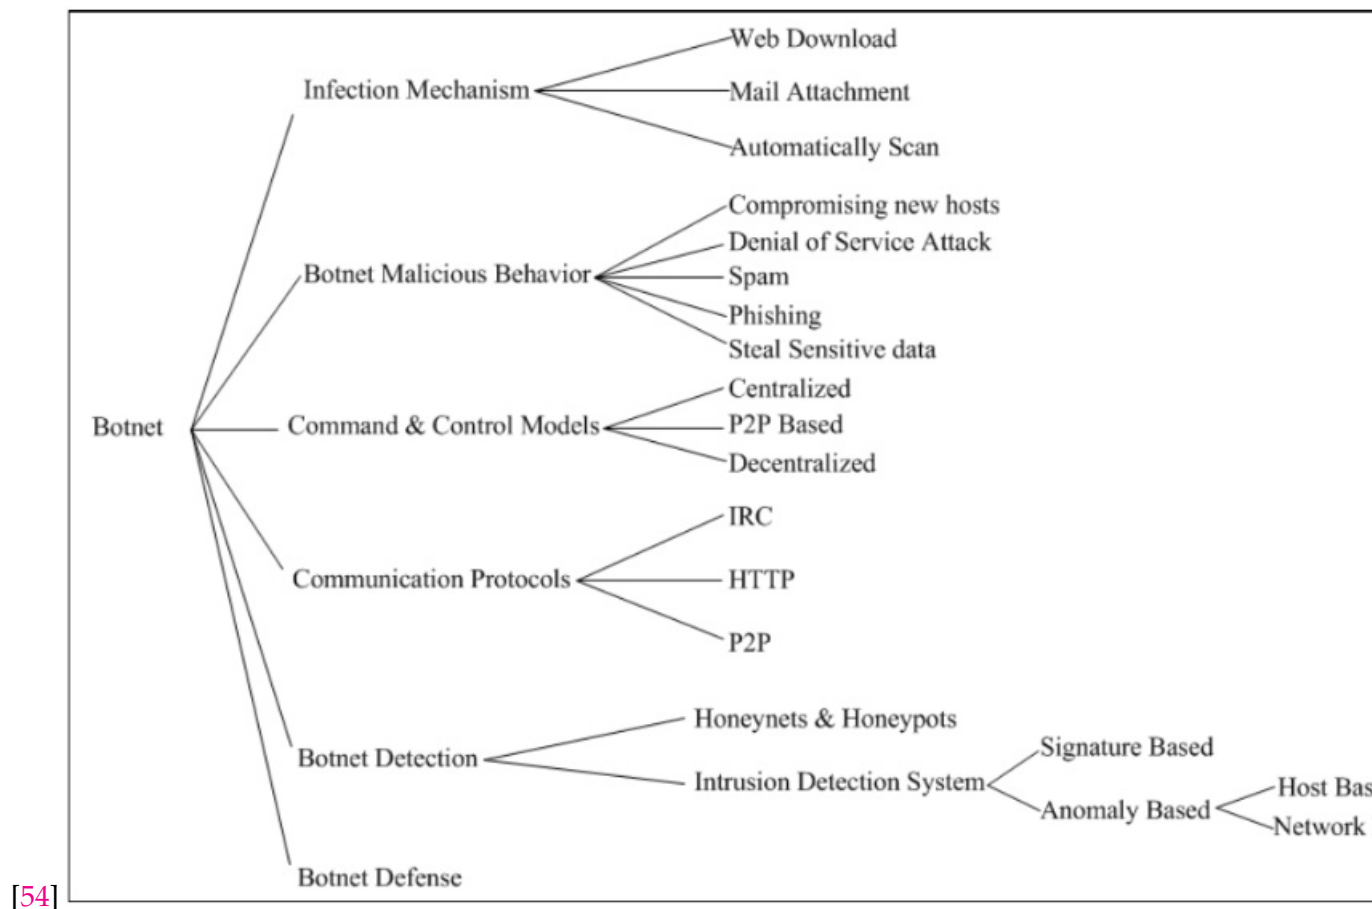 Web Download
Infection Mechanism
Mail Attachment
Automatically Scan
Compromising new hosts
Denial of Service Attack
Botnet Malicious Behavior
Spam
Phishing
Steal Sensitive data
Centralized
Botnet
Command & Control Models
P2P Based
Decentralized
IRC
Communication Protocols
HTTP
P2P
Honeynets & Honeypots
Botnet Detection
Intrusion Detection System
Signature Based
Anomaly Based
Host Bas
Network
Botnet Defense
[54]